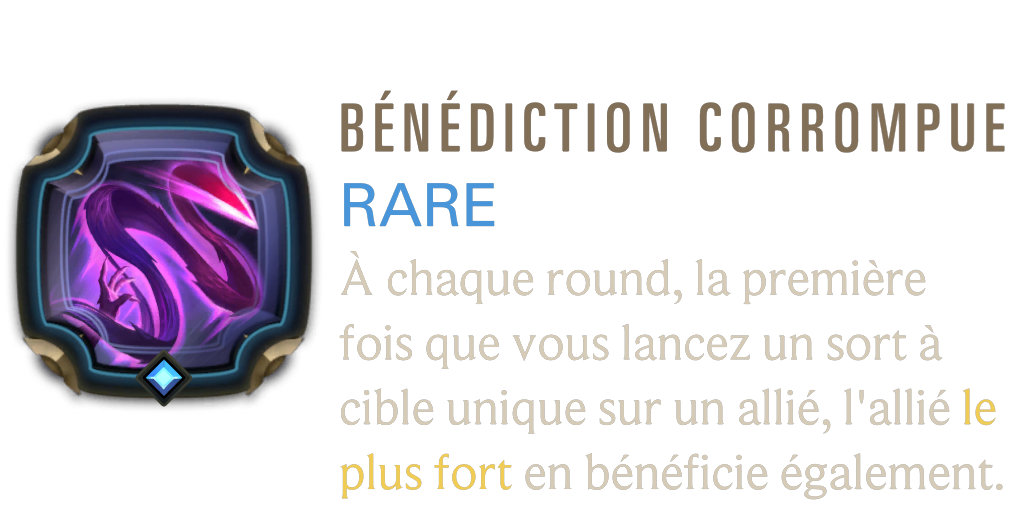 BÉNÉDICTION CORROMPUE
RARE
À chaque round, la première
fois que vous lancez un sort à
cible unique sur un allié, l'allié le
plus fort en bénéficie également.